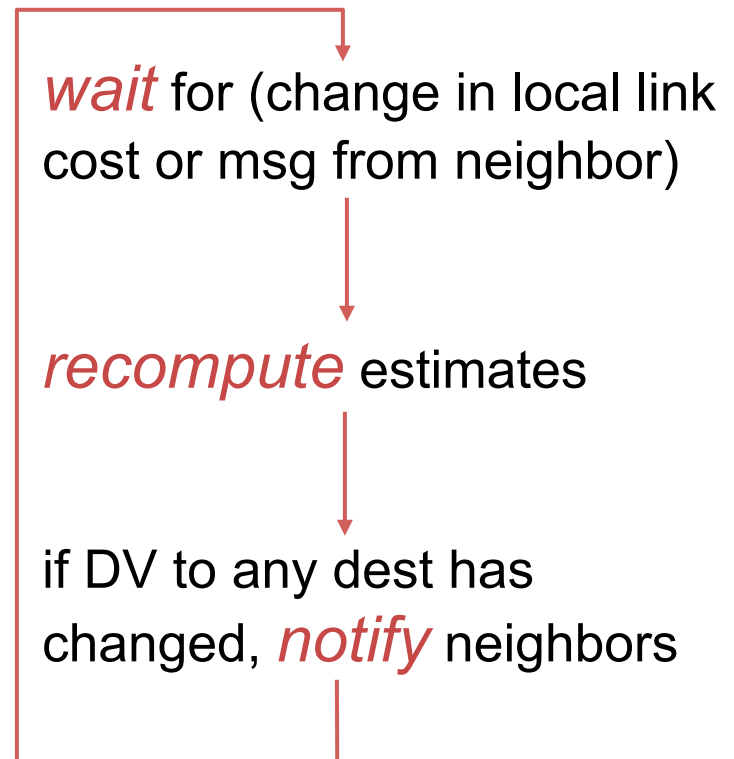 wait for (change in local link
cost or msg from neighbor)
recompute estimates
if DV to any dest has
changed, notify neighbors